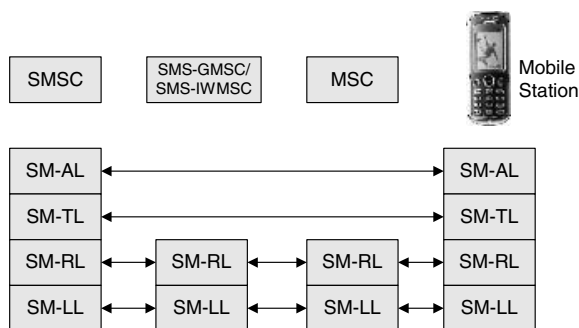 SMSC
SMS-GMSC/
SMS-IWMSC
MSC
Mobile
Station
SM-AL
SM-AL
SM-TL
SM-TL
SM-RL
SM-RL
SM-RL
SM-RL
SM-LL
SM-LL
SM-LL
SM-LL